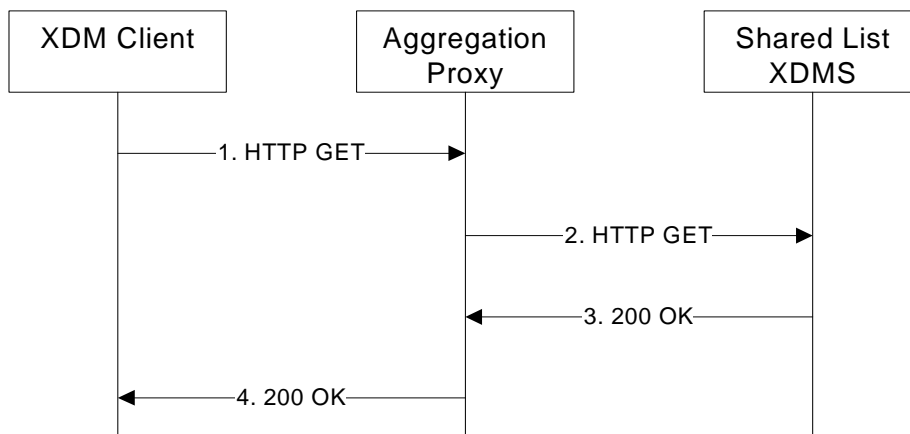 XDM Client
Aggregation
Proxy
Shared List
XDMS
1. HTTP GET
2. HTTP GET
3. 200 OK
4. 200 OK